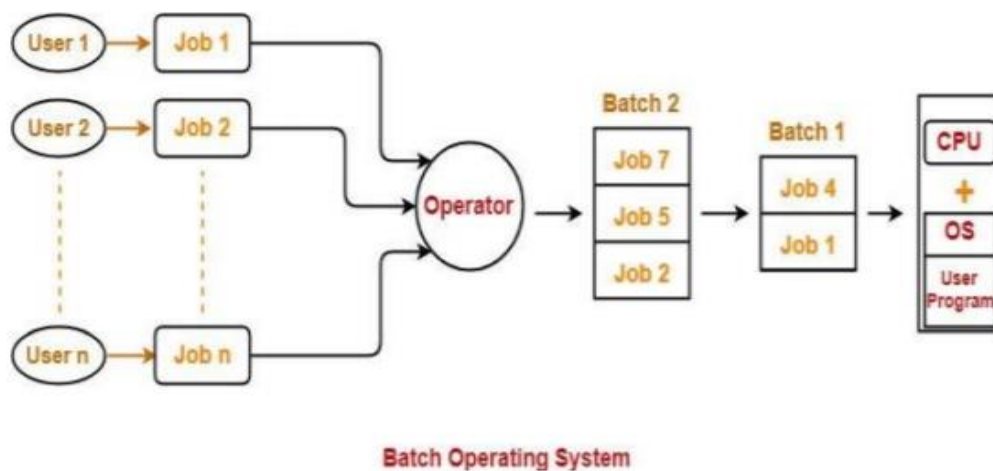 User 1
Job 1
User 2
Job 2
User n
Job n
Operator
Batch 2
Job 7
Job 5
Job 2
Batch 1
Job 4
Job 1
CPU
+
OS
User
Program
Batch Operating System